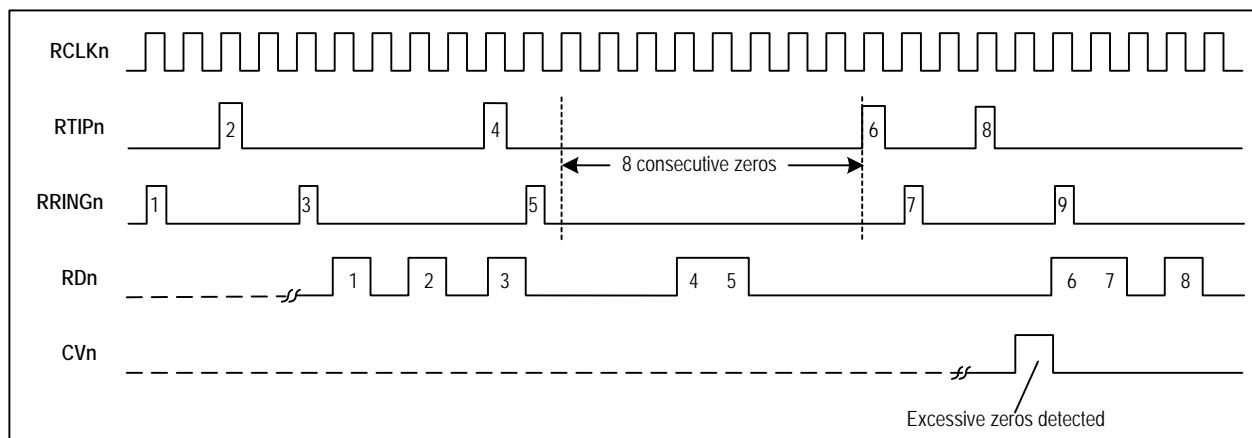 RCLKn
RTIPn
2
4
6
8
8 consecutive zeros
RRINGn
1
3
5
7
9
RDn
1
2
3
4 5
6 7
8
CVn
Excessive zeros detected